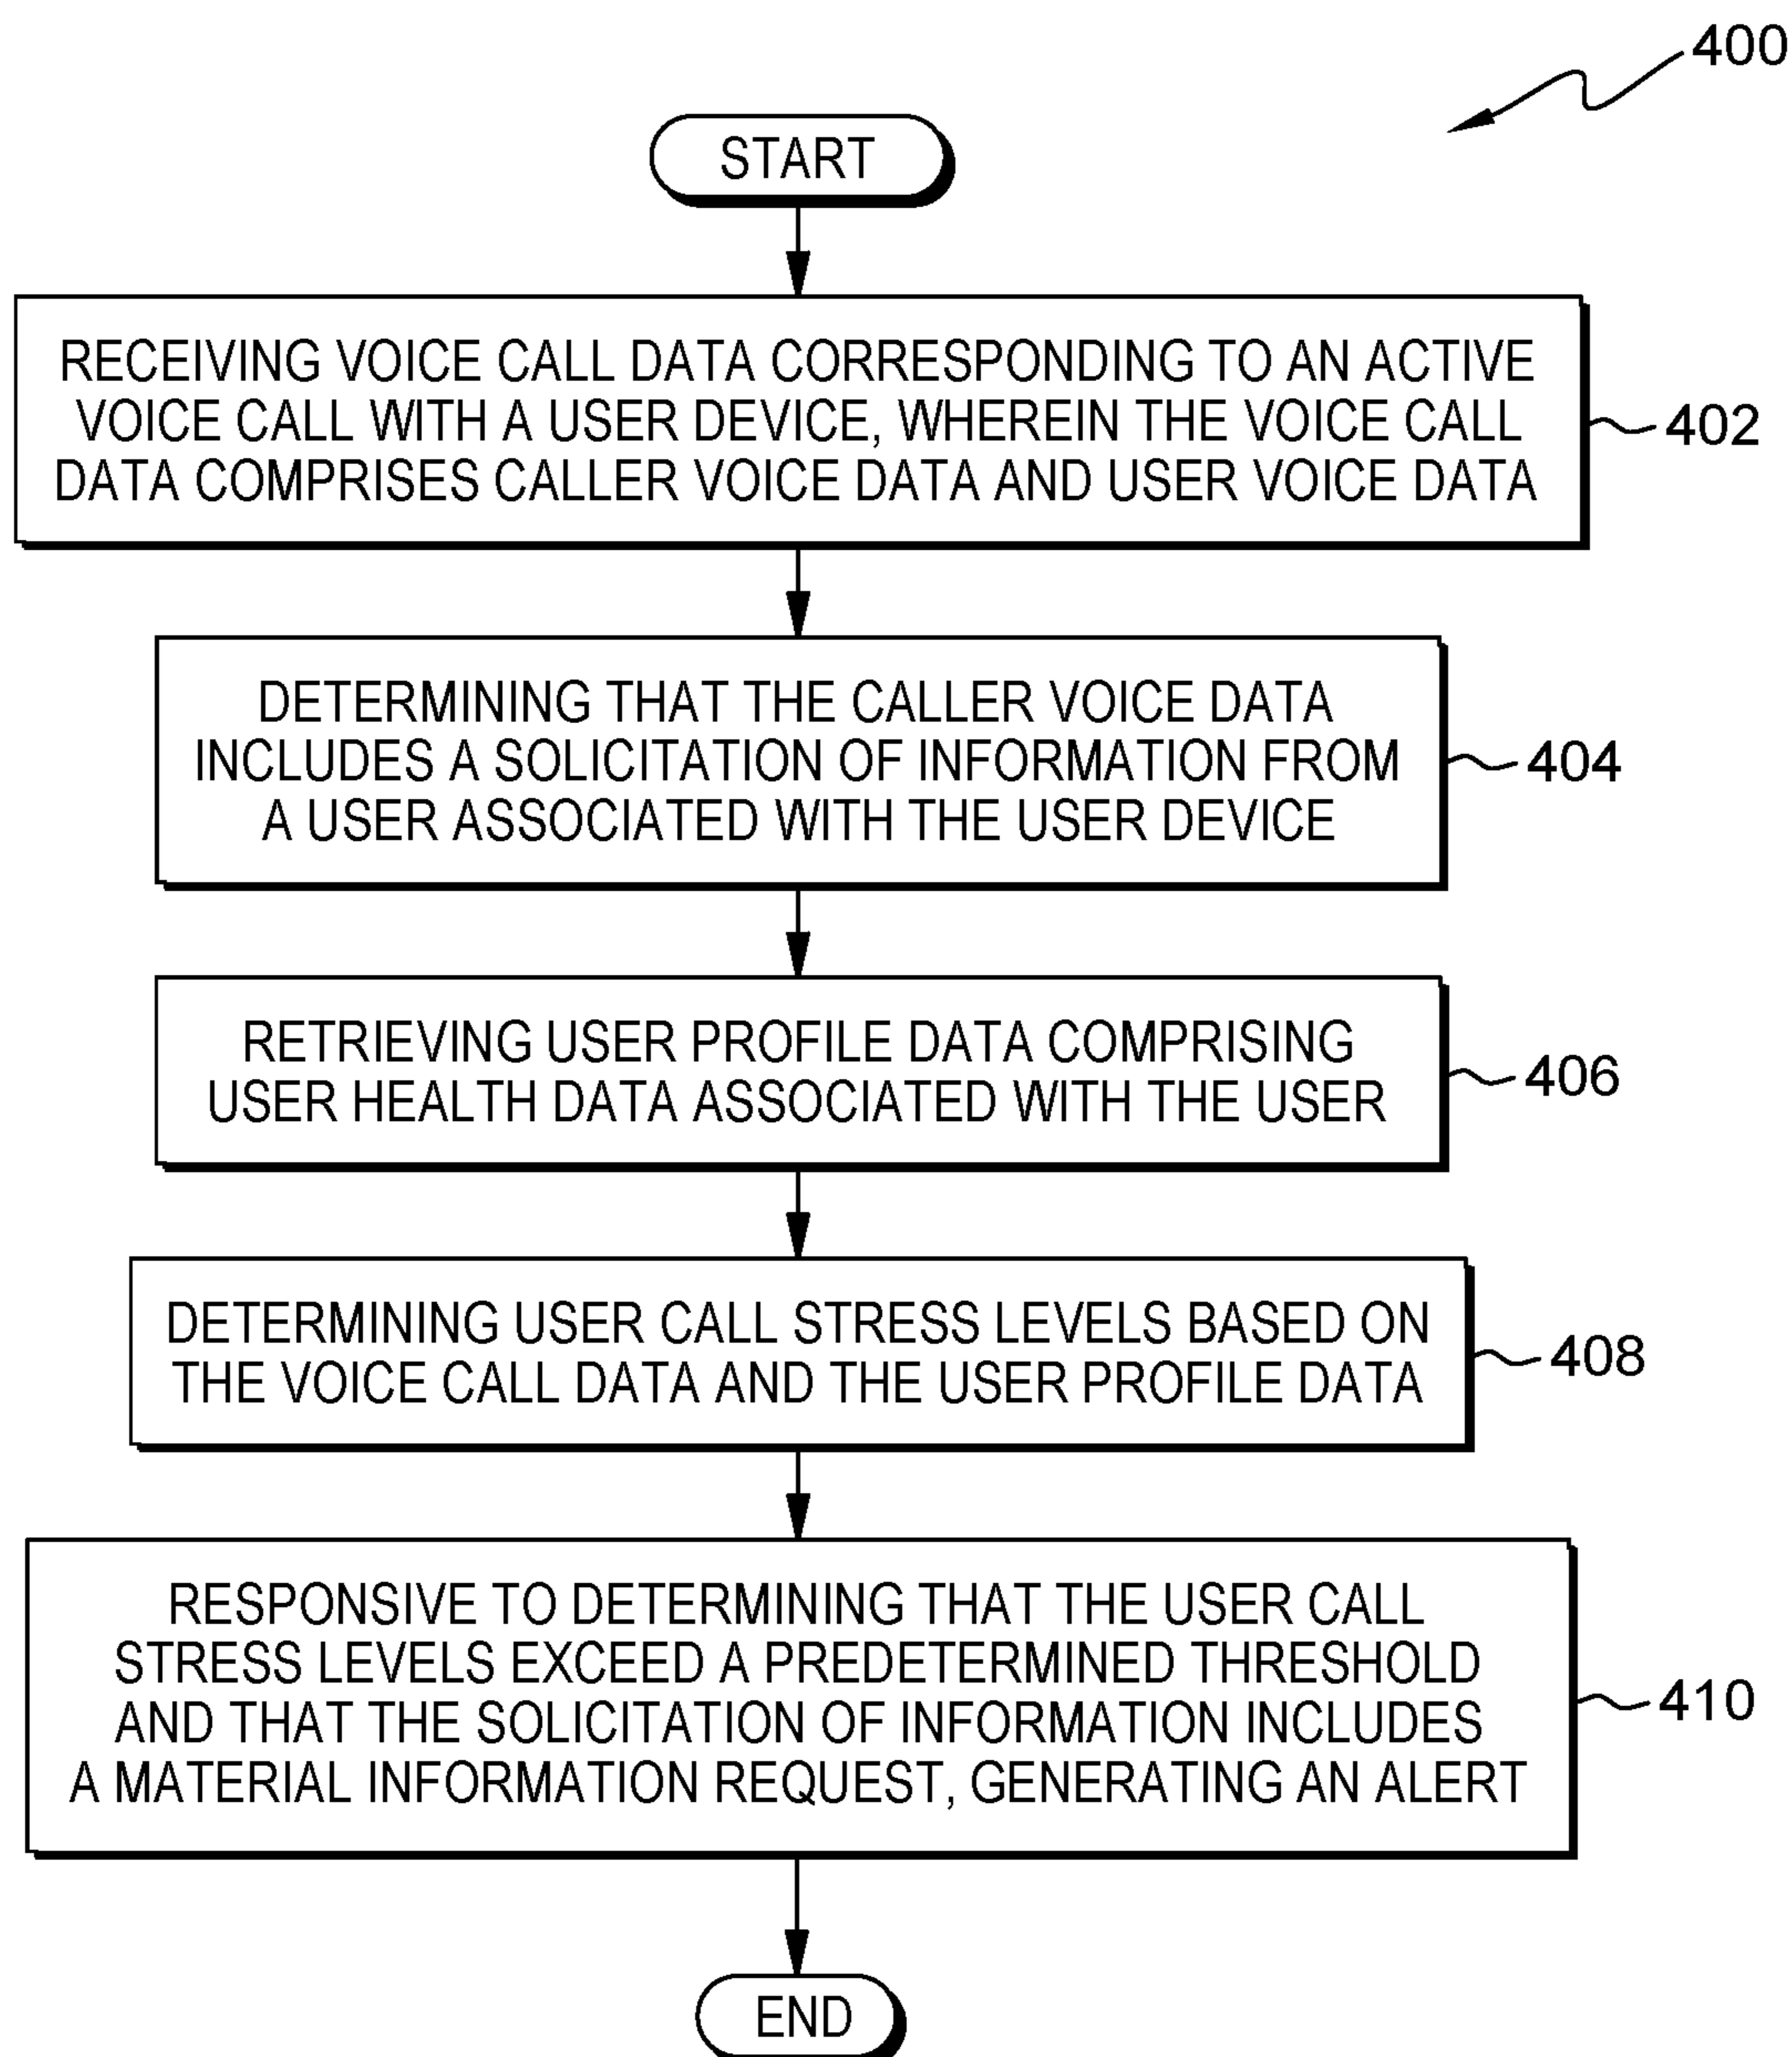 400
START
RECEIVING VOICE CALL DATA CORRESPONDING TO AN ACTIVE
VOICE CALL WITH A USER DEVICE, WHEREIN THE VOICE CALL
DATA COMPRISES CALLER VOICE DATA AND USER VOICE DATA
402
DETERMINING THAT THE CALLER VOICE DATA
INCLUDES A SOLICITATION OF INFORMATION FROM
A USER ASSOCIATED WITH THE USER DEVICE
404
RETRIEVING USER PROFILE DATA COMPRISING
USER HEALTH DATA ASSOCIATED WITH THE USER
406
DETERMINING USER CALL STRESS LEVELS BASED ON
THE VOICE CALL DATA AND THE USER PROFILE DATA
408
RESPONSIVE TO DETERMINING THAT THE USER CALL
STRESS LEVELS EXCEED A PREDETERMINED THRESHOLD
AND THAT THE SOLICITATION OF INFORMATION INCLUDES
A MATERIAL INFORMATION REQUEST, GENERATING AN ALERT
410
END